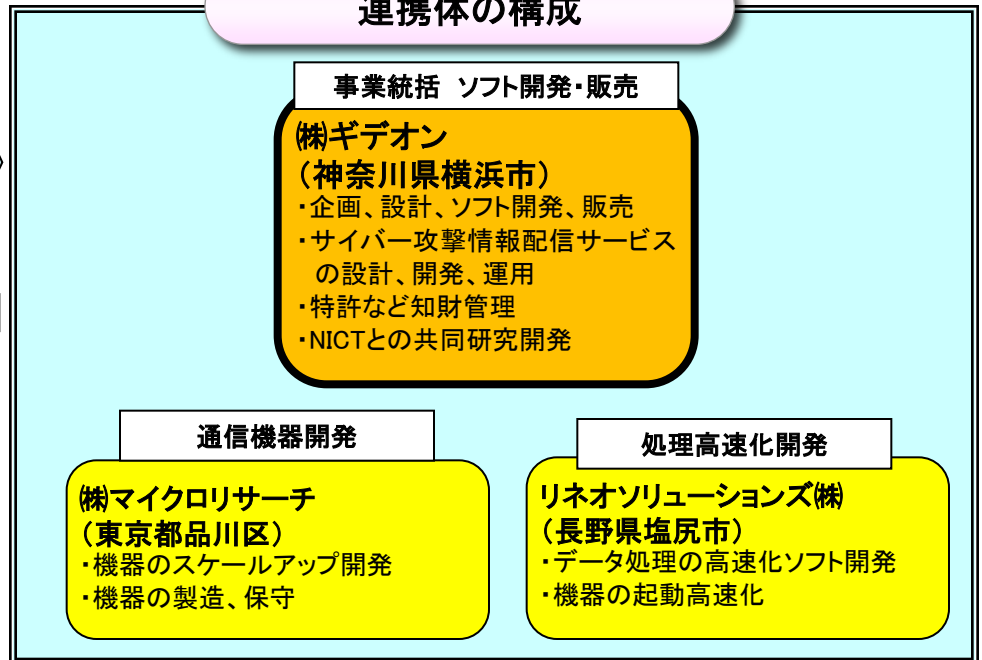 連携体の構成
事業統括 ソフト開発・販売
㈱ギデオン
（神奈川県横浜市）
・企画、設計、ソフト開発、販売
・サイバー攻撃情報配信サービス
の設計、開発、運用
・特許など知財管理
・NICTとの共同研究開発
通信機器開発
㈱マイクロリサーチ
（東京都品川区）
・機器のスケールアップ開発
・機器の製造、保守
処理高速化開発
リネオソリューションズ㈱
（長野県塩尻市）
・データ処理の高速化ソフト開発
・機器の起動高速化